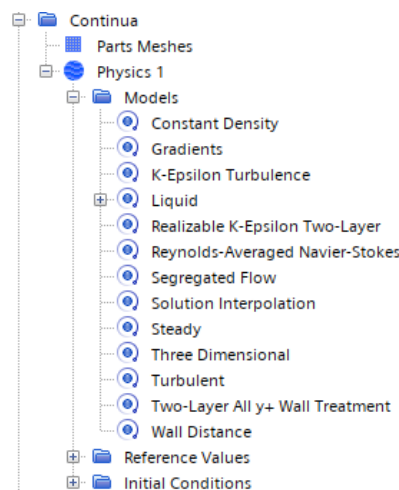 Continua
Parts Meshes
Physics 1
Models
Constant Density
Gradients
K-Epsilon Turbulence
Liquid
Realizable K-Epsilon Two-Layer
Reynolds-Averaged Navier-Stokes
Segregated Flow
Solution Interpolation
Steady
Three Dimensional
Turbulent
Two-Layer All y+ Wall Treatment
Wall Distance
Reference Values
Initial Conditions